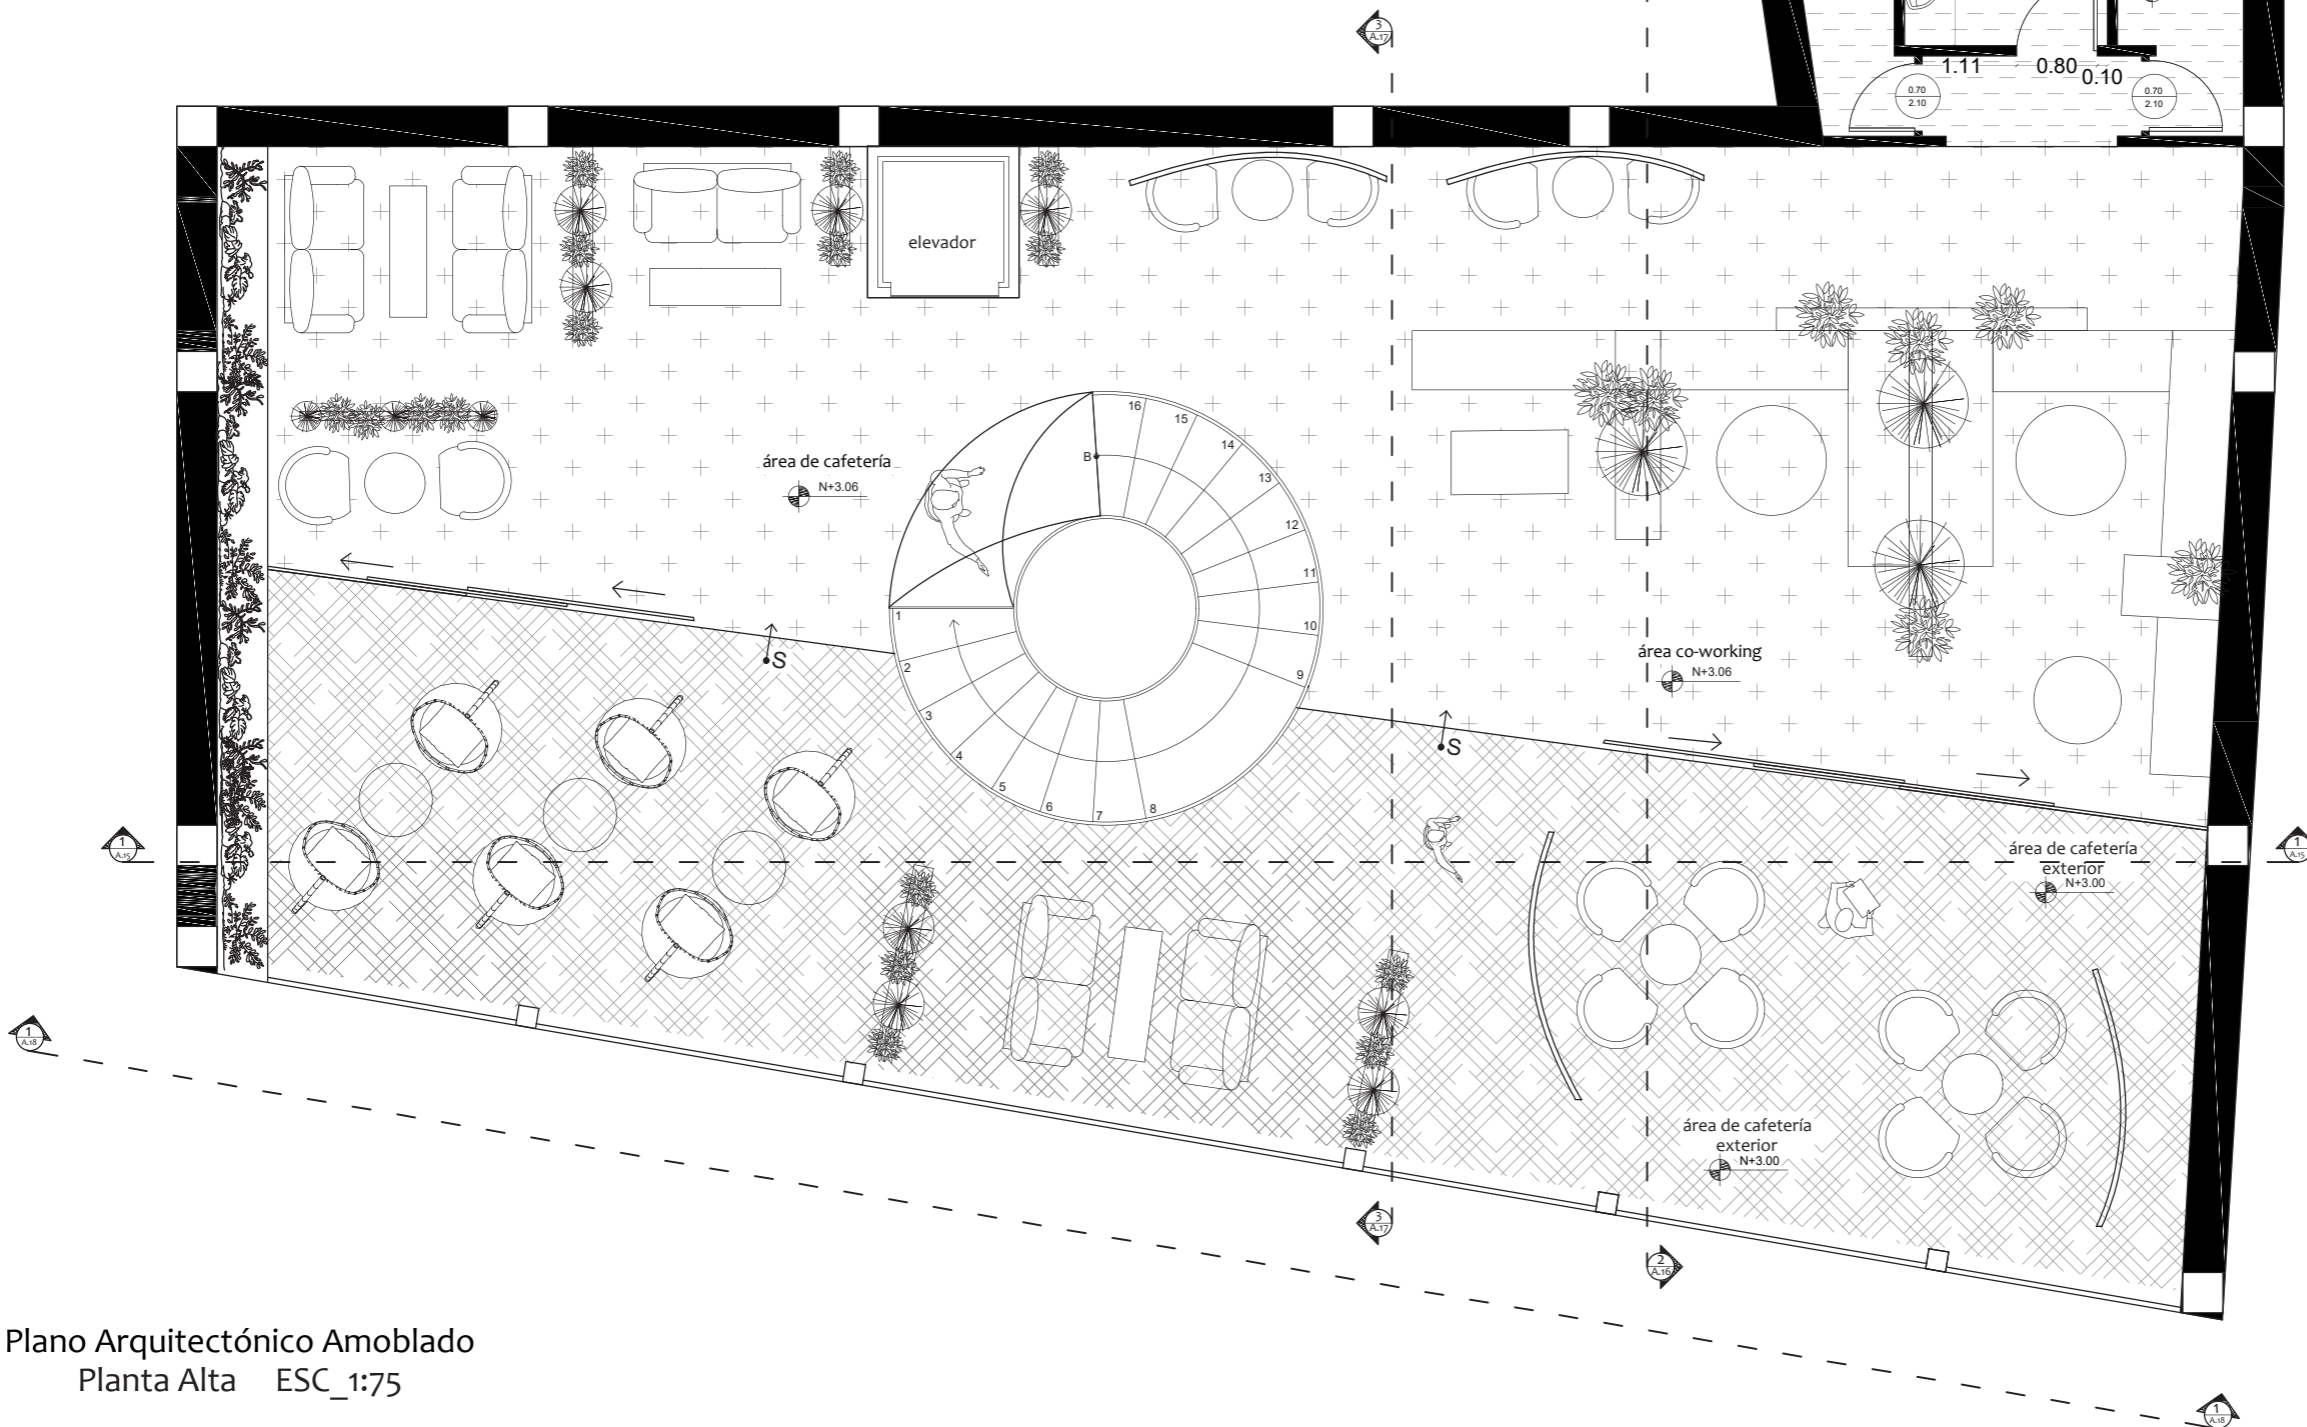 3
A.17
1.11
0.80
0.10
0.70
2.10
0.70
2.10
elevador
16
15
14
13
12
11
10
9
8
7
6
5
4
3
2
1
B
área de cafetería
N+3.06
S
área co-working
N+3.06
S
1
A.15
1
A.15
área de cafetería
exterior
N+3.00
1
A.18
área de cafetería
exterior
N+3.00
3
A.17
2
A.16
Plano Arquitectónico Amoblado
Planta Alta ESC_1:75
1
A.18